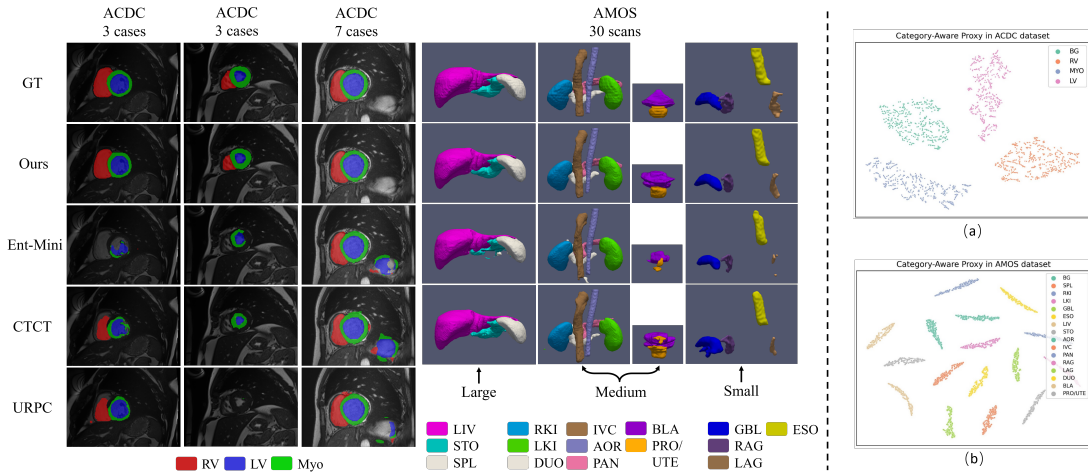 ACDC
3 cases
ACDC
3 cases
ACDC
7 cases
AMOS
30 scans
GT
Ours
Ent-Mini
CTCT
URPC
Large
Medium
Small
RV
LV
Myo
LIV
STO
SPL
RKI
LKI
DUO
IVC
AOR
PAN
BLA
PRO/
UTE
GBL
RAG
LAG
ESO
Category-Aware Proxy in ACDC dataset
BG
RV
MYO
LV
(a)
Category-Aware Proxy in AMOS dataset
BG
SPL
RKI
LKI
GBL
ESO
LIV
STO
AOR
IVC
PAN
RAG
LAG
DUO
BLA
PRO/UTE
(b)